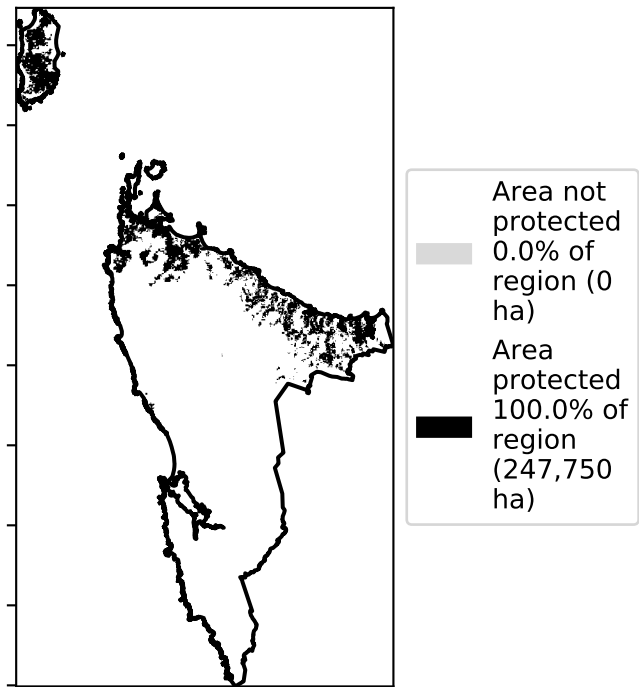 Area not
protected
0.0% of
region (0
ha)
Area
protected
100.0% of
region
(247,750
ha)